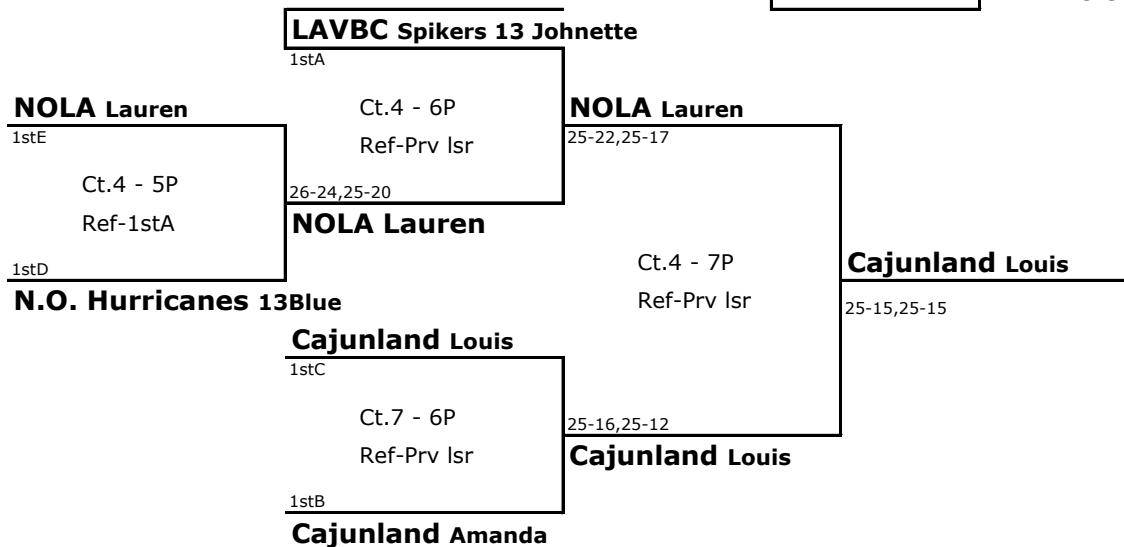 LAVBC Spikers 13 Johnette
1stA
NOLA Lauren
Ct.4 - 6P
NOLA Lauren
1stE
Ref-Prv lsr
25-22,25-17
Ct.4 - 5P
26-24,25-20
Ref-1stA
NOLA Lauren
1stD
Ct.4 - 7P
Cajunland Louis
N.O. Hurricanes 13Blue
Ref-Prv lsr
25-15,25-15
Cajunland Louis
1stC
Ct.7 - 6P
25-16,25-12
Ref-Prv lsr
Cajunland Louis
1stB
Cajunland Amanda